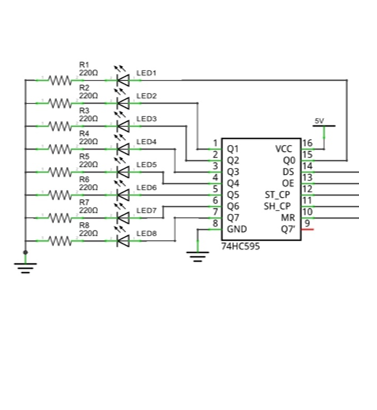 R1
220Ω
LED1
R2
220Ω
LED2
R3
220Ω
LED3
R4
220Ω
LED4
R5
220Ω
LED5
R6
220Ω
LED6
R7
220Ω
LED7
R8
220Ω
LED8
5V
1 Q1 VCC 16
2 Q2 Q0 15
3 Q3 DS 14
4 Q4 OE 13
5 Q5 ST_CP 12
6 Q6 SH_CP 11
7 Q7 MR 10
8 GND Q7' 9
74HC595